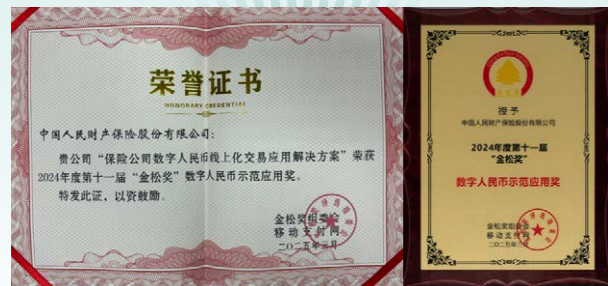 荣誉证书
HONORARY CREDENTIAL
中国人民财产保险股份有限公司：
贵公司“保险公司数字人民币线上化交易应用解决方案”荣获
2024年度第十一届“金松奖”数字人民币示范应用奖。
特发此证，以资鼓励。
金松奖组委会
移动支付网
二〇二五年三月
授予
中国人民财产保险股份有限公司
2024年度第十一届
“金松奖”
数字人民币示范应用奖
金松奖组委会
移动支付网
二〇二五年三月